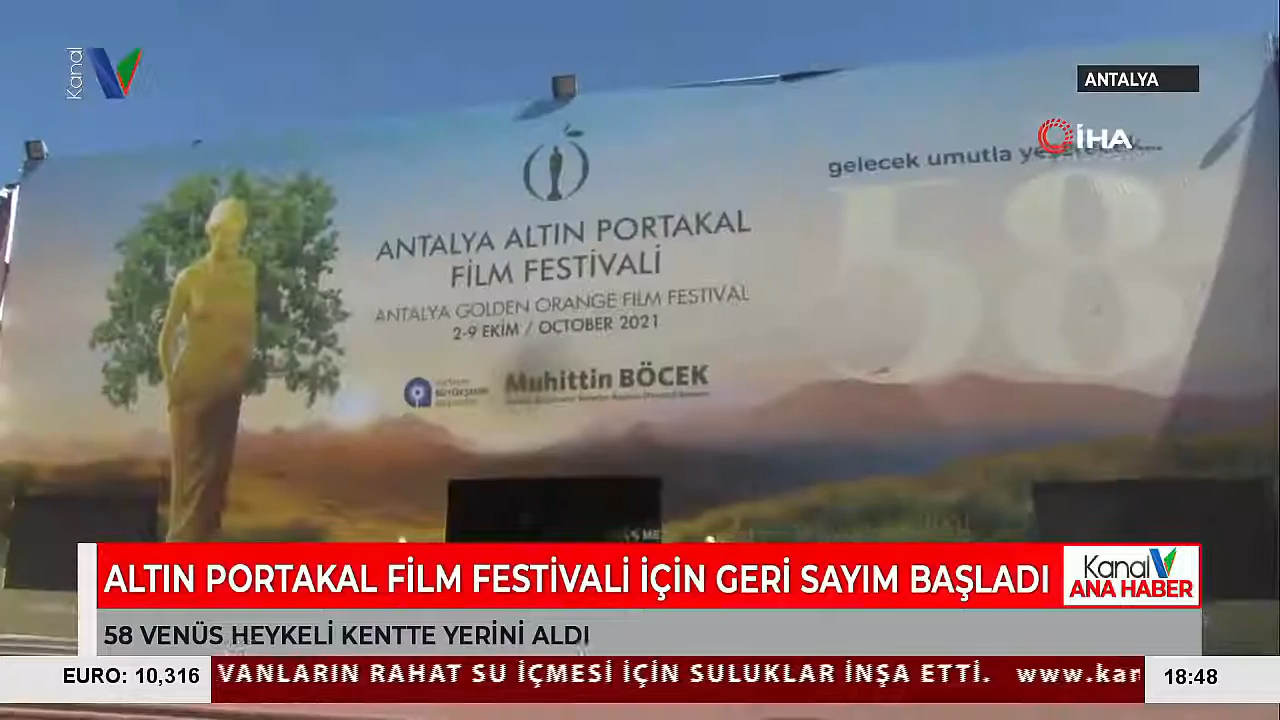 Kanal V
ANTALYA
İHA
gelecek umutla
58
ANTALYA ALTIN PORTAKAL
FİLM FESTİVALİ
ANTALYA GOLDEN ORANGE FILM FESTIVAL
2-9 EKİM / OCTOBER 2021
Muhittin BÖCEK
ALTIN PORTAKAL FİLM FESTİVALİ İÇİN GERİ SAYIM BAŞLADI
Kanal V
ANA HABER
58 VENÜS HEYKELİ KENTTE YERİNİ ALDI
EURO: 10,316
VANLARIN RAHAT SU İÇMESİ İÇİN SULUKLAR İNŞA ETTİ. www.kar
18:48